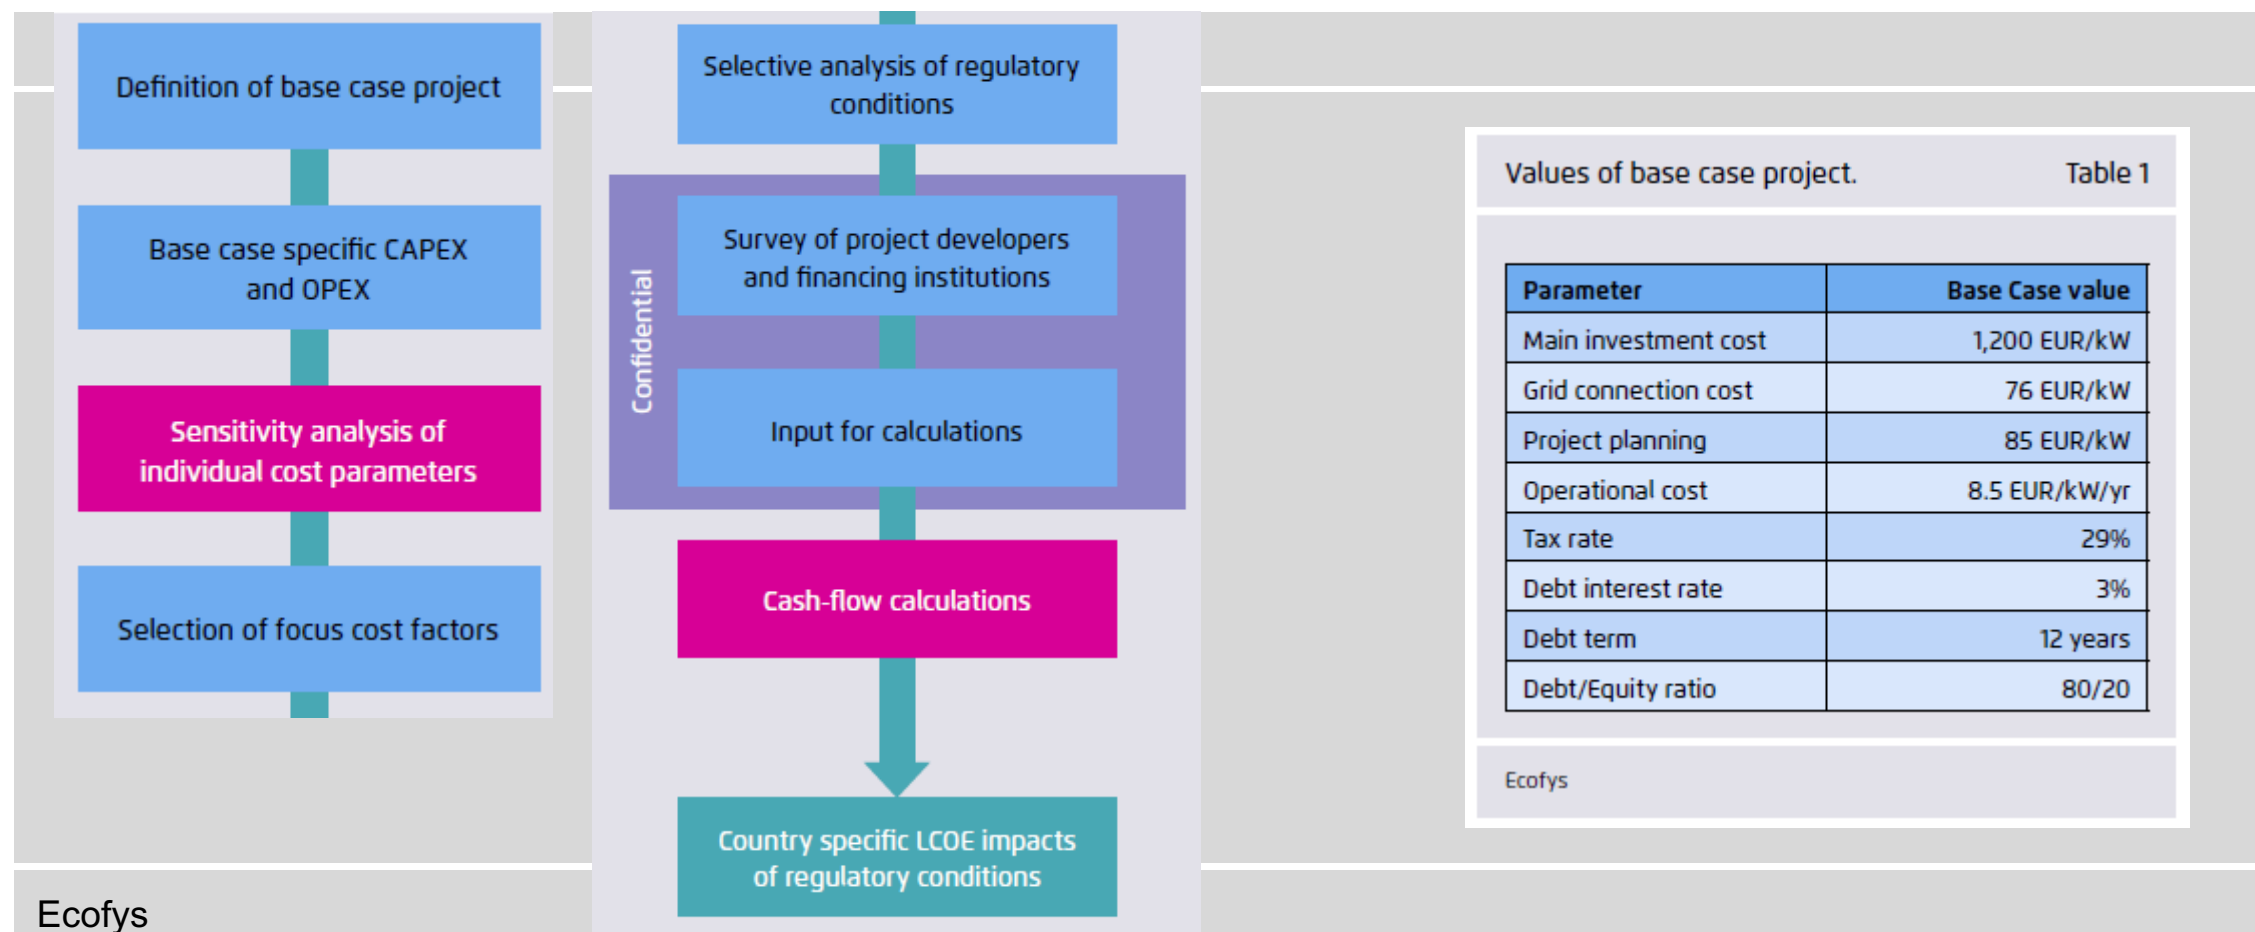 Definition of base case project
Base case specific CAPEX
and OPEX
Sensitivity analysis of
individual cost parameters
Selection of focus cost factors
Selective analysis of regulatory
conditions
Confidential
Survey of project developers
and financing institutions
Input for calculations
Cash-flow calculations
Country specific LCOE impacts
of regulatory conditions
Values of base case project. Table 1
Parameter Base Case value
Main investment cost 1,200 EUR/kW
Grid connection cost 76 EUR/kW
Project planning 85 EUR/kW
Operational cost 8.5 EUR/kW/yr
Tax rate 29%
Debt interest rate 3%
Debt term 12 years
Debt/Equity ratio 80/20
Ecofys
Ecofys